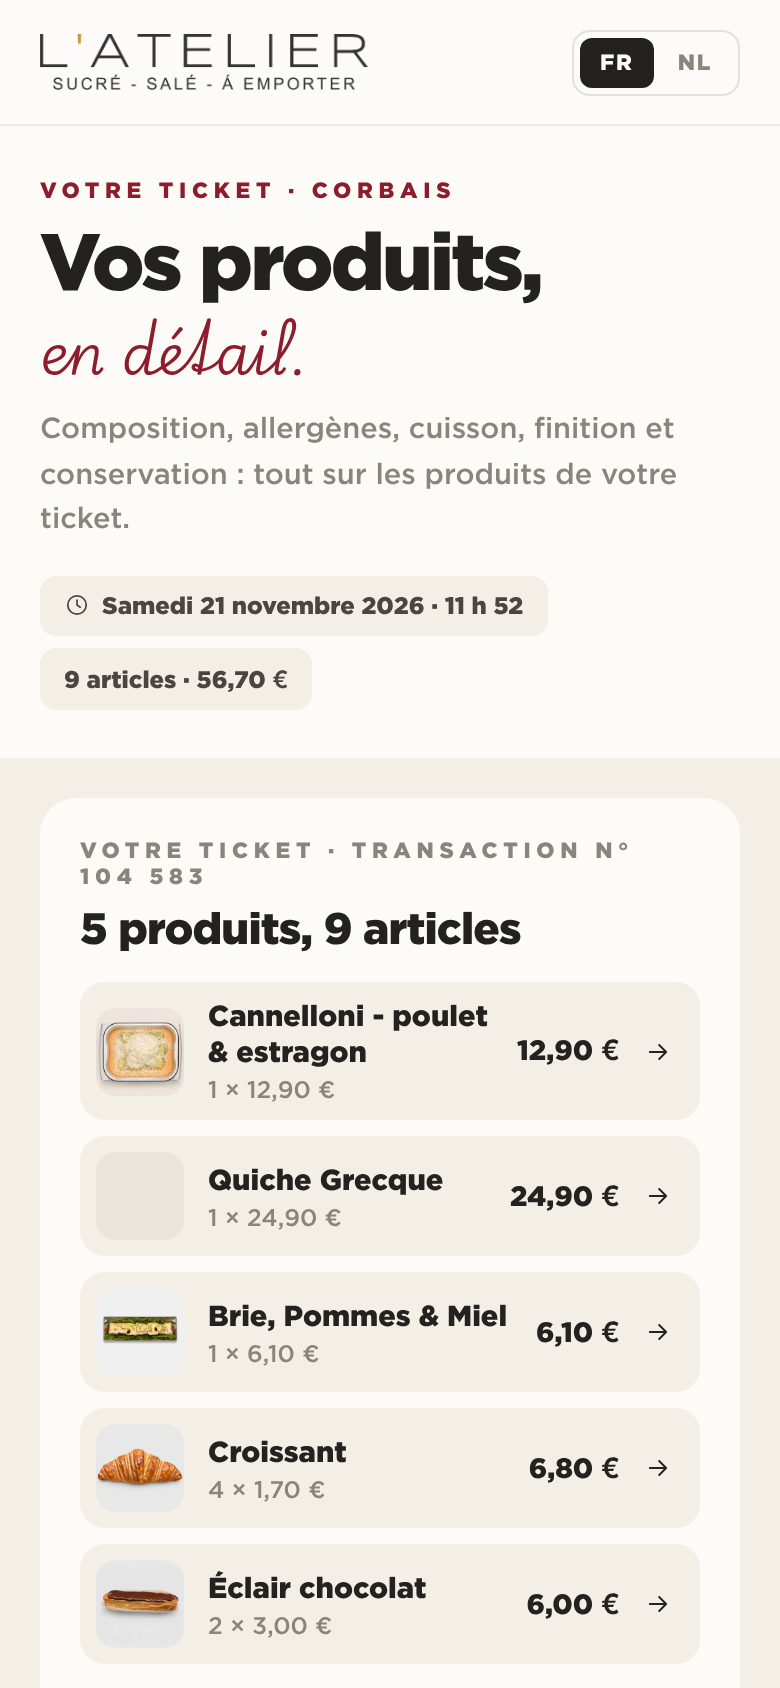 L'ATELIER
SUCRÉ - SALÉ - Á EMPORTER
FR NL
VOTRE TICKET · CORBAIS
Vos produits,
en détail.
Composition, allergènes, cuisson, finition et
conservation : tout sur les produits de votre
ticket.
Samedi 21 novembre 2026 · 11 h 52
9 articles · 56,70 €
VOTRE TICKET · TRANSACTION N°
104 583
5 produits, 9 articles
Cannelloni - poulet
& estragon
1 × 12,90 €
12,90 € →
Quiche Grecque
1 × 24,90 €
24,90 € →
Brie, Pommes & Miel
1 × 6,10 €
6,10 € →
Croissant
4 × 1,70 €
6,80 € →
Éclair chocolat
2 × 3,00 €
6,00 € →